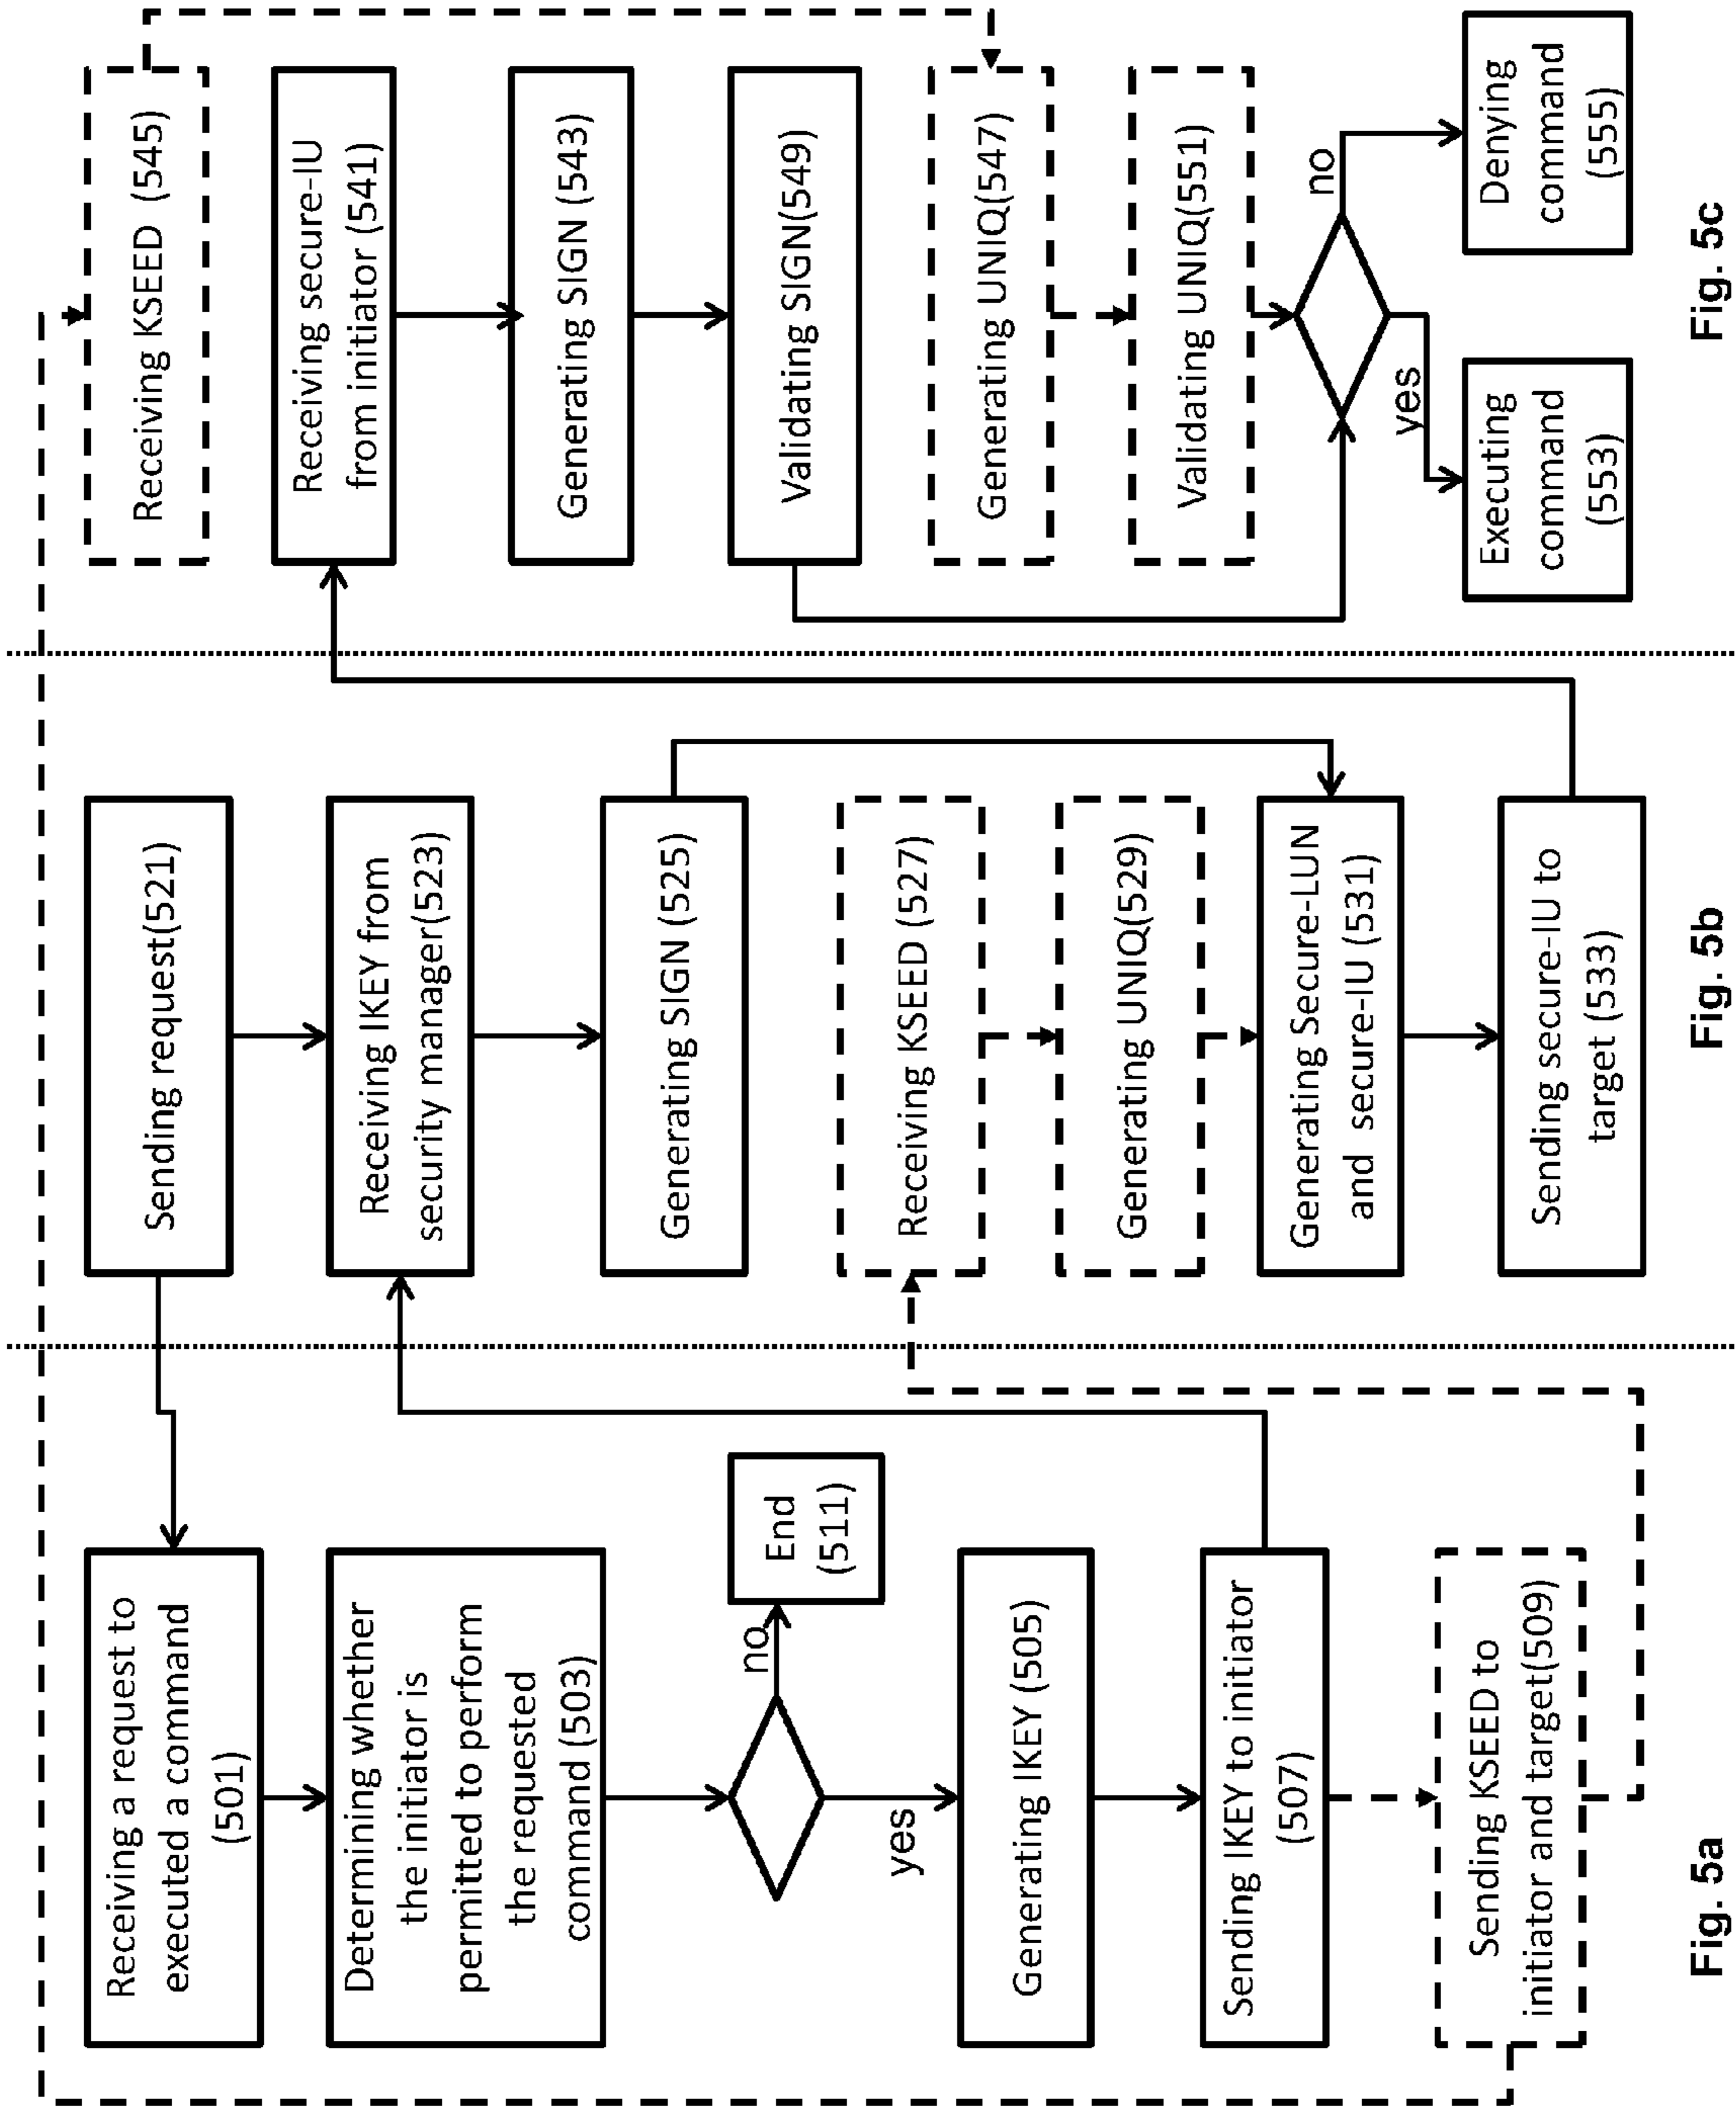 Receiving a request to
executed a command
(501)
Determining whether
the initiator is
permitted to perform
the requested
command (503)
no
End
(511)
yes
Generating IKEY (505)
Sending IKEY to initiator
(507)
Sending KSEED to
initiator and target(509)
Fig. 5a
Sending request(521)
Receiving IKEY from
security manager(523)
Generating SIGN (525)
Receiving KSEED (527)
Generating UNIQ(529)
Generating Secure-LUN
and secure-IU (531)
Sending secure-IU to
target (533)
Fig. 5b
Receiving KSEED (545)
Receiving secure-IU
from initiator (541)
Generating SIGN (543)
Validating SIGN(549)
Generating UNIQ(547)
Validating UNIQ(551)
no
yes
Executing
command
(553)
Denying
command
(555)
Fig. 5c